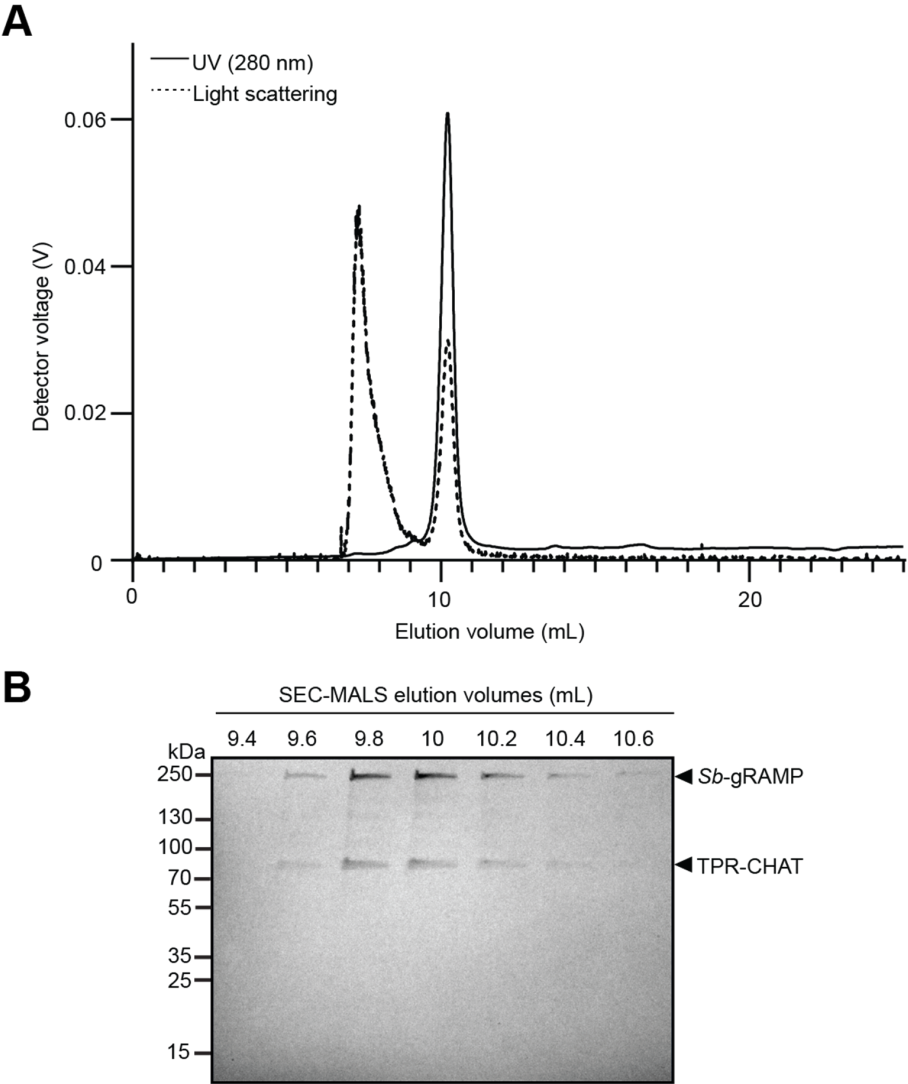 A
UV (280 nm)
Light scattering
0.06
0.04
0.02
0
Detector voltage (V)
0 10 20
Elution volume (mL)
B
SEC-MALS elution volumes (mL)
9.4 9.6 9.8 10 10.2 10.4 10.6
kDa
250
130
100
70
55
35
25
15
Sb-gRAMP
TPR-CHAT